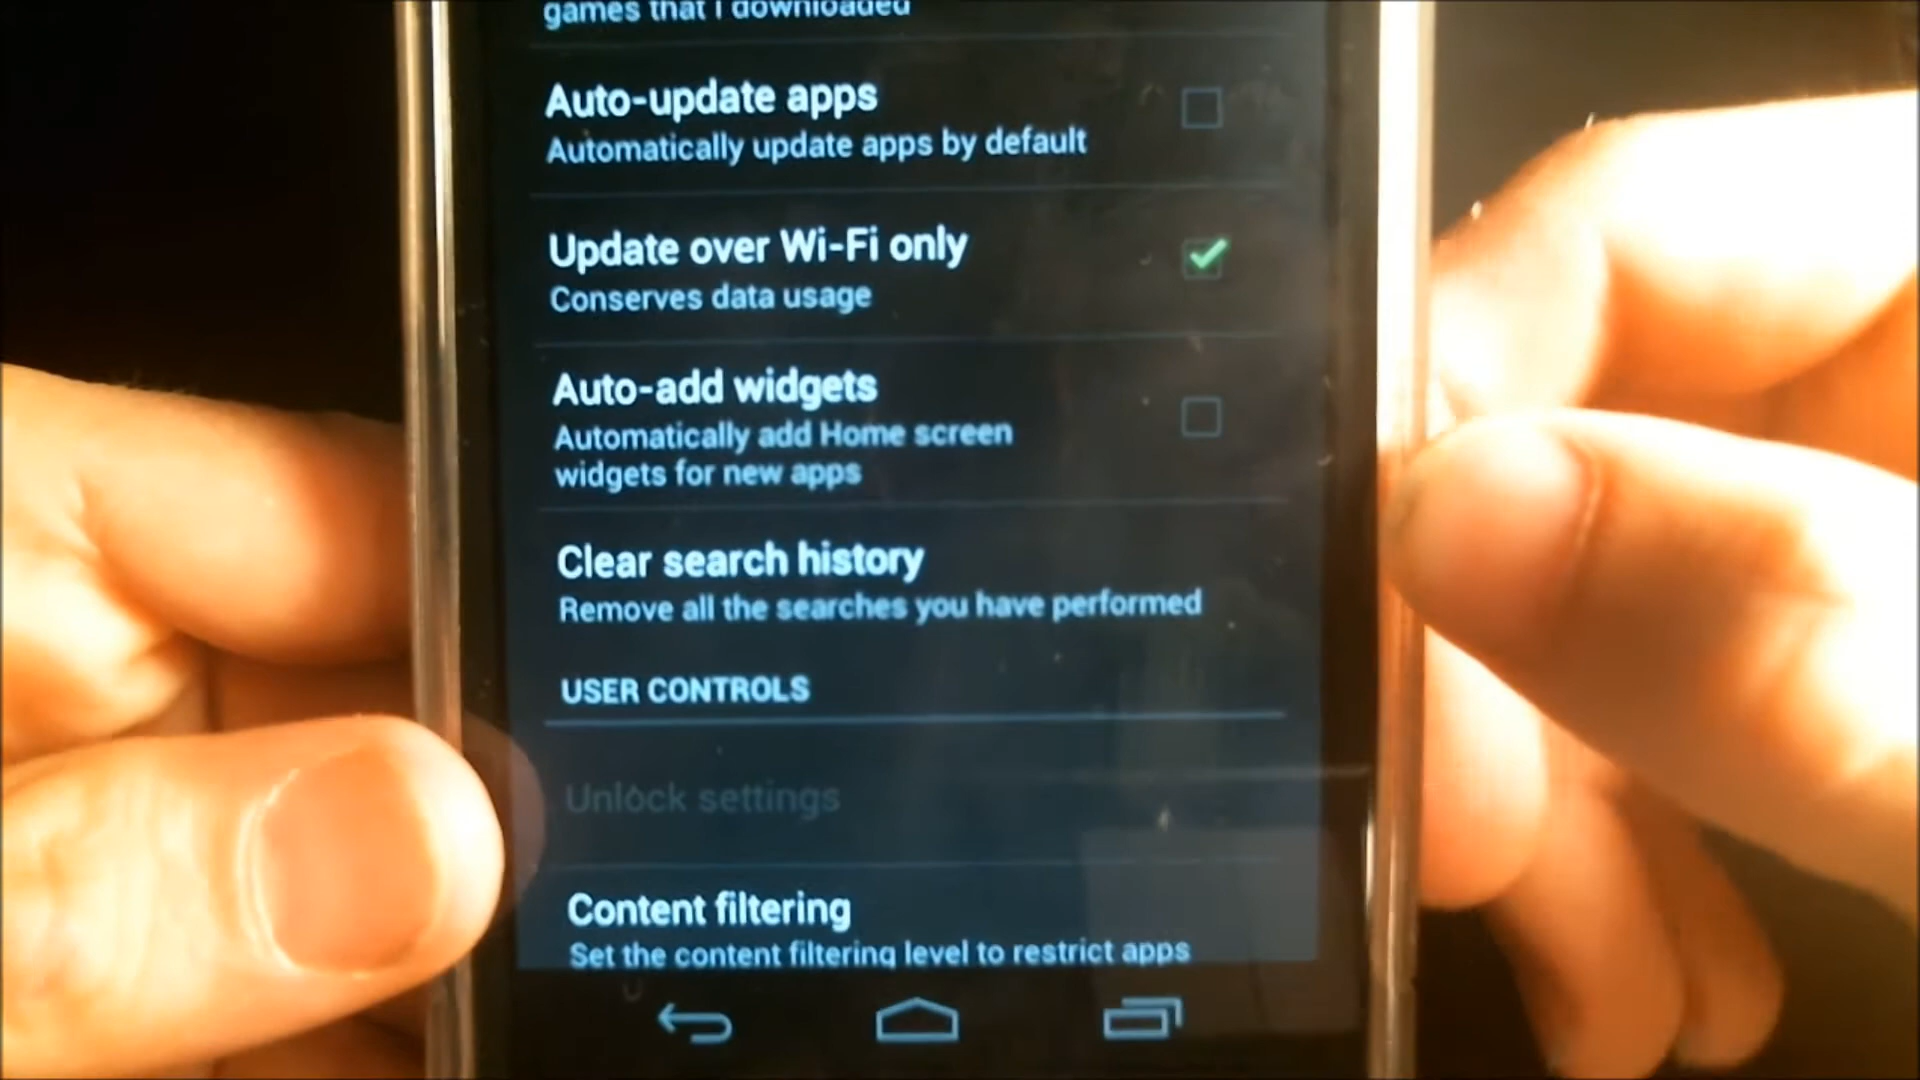 games that I downloaded
Auto-update apps
Automatically update apps by default
Update over Wi-Fi only
Conserves data usage
Auto-add widgets
Automatically add Home screen
widgets for new apps
Clear search history
Remove all the searches you have performed
USER CONTROLS
Unlock settings
Content filtering
Set the content filtering level to restrict apps